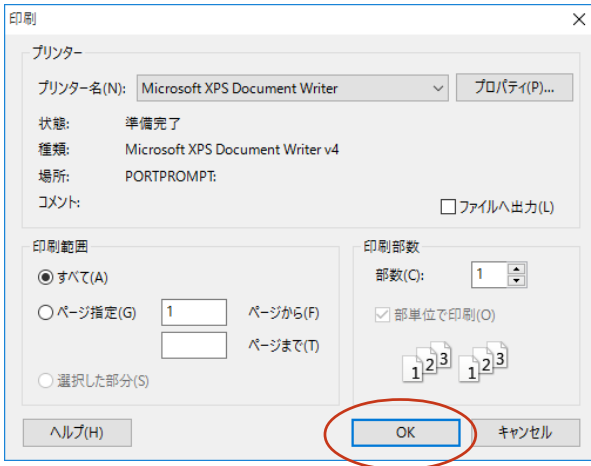 印刷
プリンター
プリンター名(N): Microsoft XPS Document Writer プロパティ(P)...
状態: 準備完了
種類: Microsoft XPS Document Writer v4
場所: PORTPROMPT:
コメント: ファイルへ出力(L)
印刷範囲
すべて(A)
ページ指定(G) 1 ページから(F)
ページまで(T)
選択した部分(S)
印刷部数
部数(C): 1
部単位で印刷(O)
1 2 3 1 2 3
ヘルプ(H) OK キャンセル